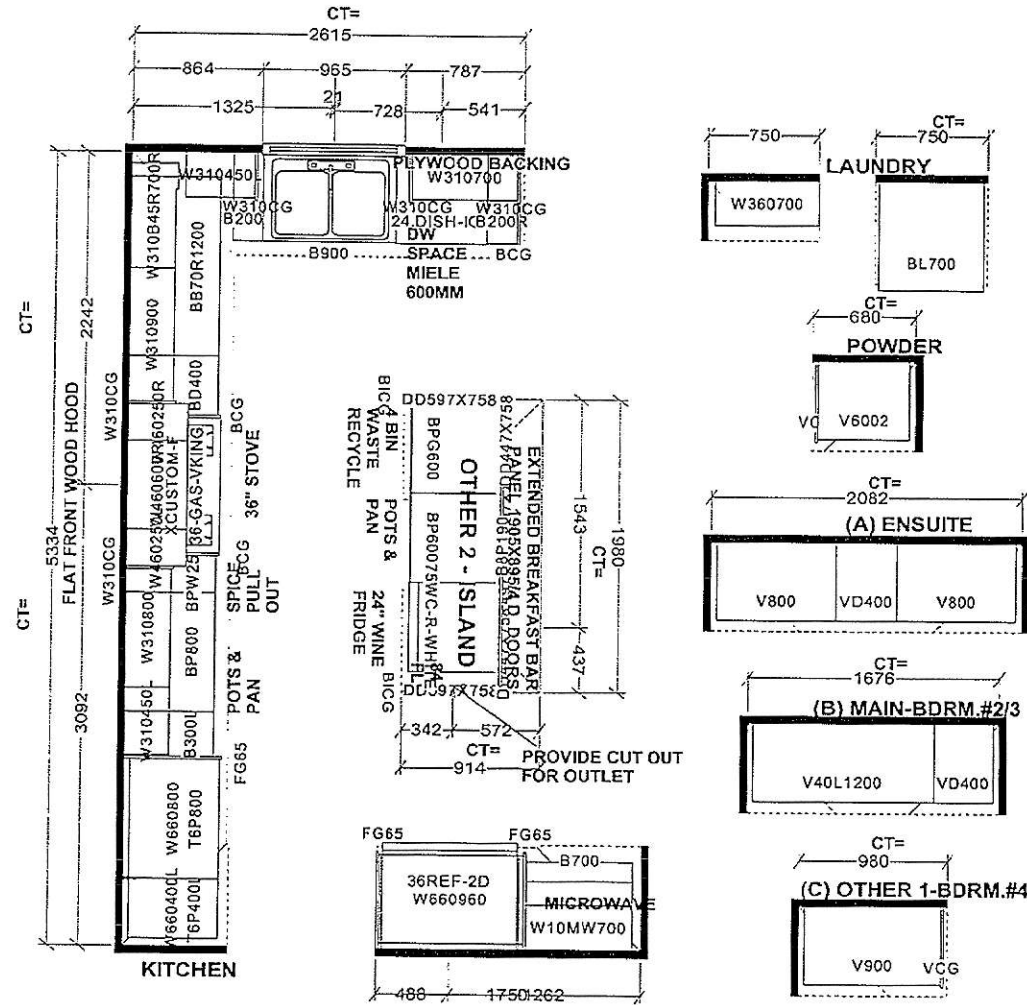 CT=
2615
864
965
787
21
1325
728
541
PLYWOOD BACKING
W310450L
W310700
W310CG
W310CG
W310CG
B200
B200R
B900
DW
SPACE
MIELE
600MM
BCG
W310B45R700R
BB70R1200
W310900
BD400
CT=
2242
5334
3092
CT=
FLAT FRONT WOOD HOOD
W310CG
W310CG
XCUSTOM-F
36-GAS-VKING
BCG
36" STOVE
BCG
SPICE
PULL
OUT
W310800
BP800
POTS &
PAN
W310450L
B300L
FG65
W660800
T6P800
W660400L
T6P400L
KITCHEN
BICG
DD597X758
4 BIN
WASTE
RECYCLE
BPG600
POTS &
PAN
24" WINE
FRIDGE
BICG
OTHER 2 - ISLAND
EXTENDED BREAKFAST BAR
1543
1980
CT=
437
DD597X758
342
572
CT=
914
PROVIDE CUT OUT
FOR OUTLET
FG65
FG65
B700
36REF-2D
W660960
MICROWAVE
W10MW700
488
1750
1262
750
LAUNDRY
W360700
CT=
750
BL700
CT=
680
POWDER
V6002
CT=
2082
(A) ENSUITE
V800
VD400
V800
CT=
1676
(B) MAIN-BDRM.#2/3
V40L1200
VD400
CT=
980
(C) OTHER 1-BDRM.#4
V900
VCG